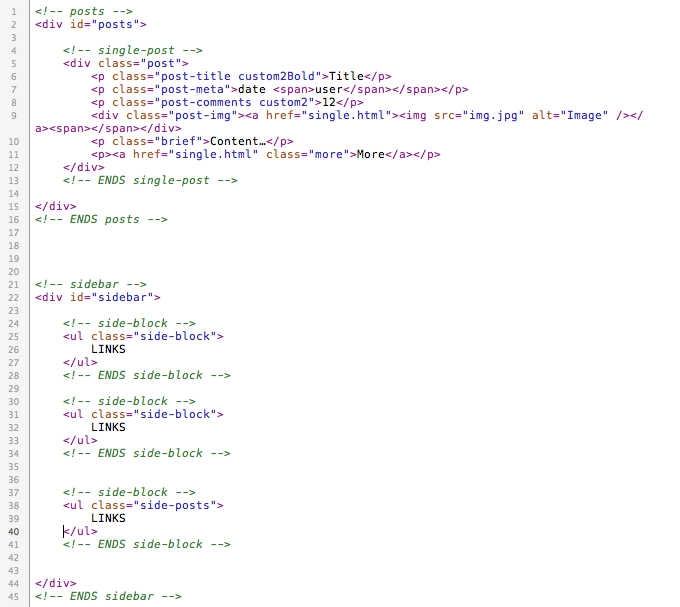 1 <!-- posts -->
2 <div id="posts">
3
4 <!-- single-post -->
5 <div class="post">
6 <p class="post-title custom2Bold">Title</p>
7 <p class="post-meta">date <span>user</span></span></p>
8 <p class="post-comments custom2">12</p>
9 <div class="post-img"><a href="single.html"><img src="img.jpg" alt="Image" /></
a><span></span></div>
10 <p class="brief">Content…</p>
11 <p><a href="single.html" class="more">More</a></p>
12 </div>
13 <!-- ENDS single-post -->
14
15 </div>
16 <!-- ENDS posts -->
17
18
19
20
21 <!-- sidebar -->
22 <div id="sidebar">
23
24 <!-- side-block -->
25 <ul class="side-block">
26 LINKS
27 </ul>
28 <!-- ENDS side-block -->
29
30 <!-- side-block -->
31 <ul class="side-block">
32 LINKS
33 </ul>
34 <!-- ENDS side-block -->
35
36
37 <!-- side-block -->
38 <ul class="side-posts">
39 LINKS
40 </ul>
41 <!-- ENDS side-block -->
42
43
44 </div>
45 <!-- ENDS sidebar -->